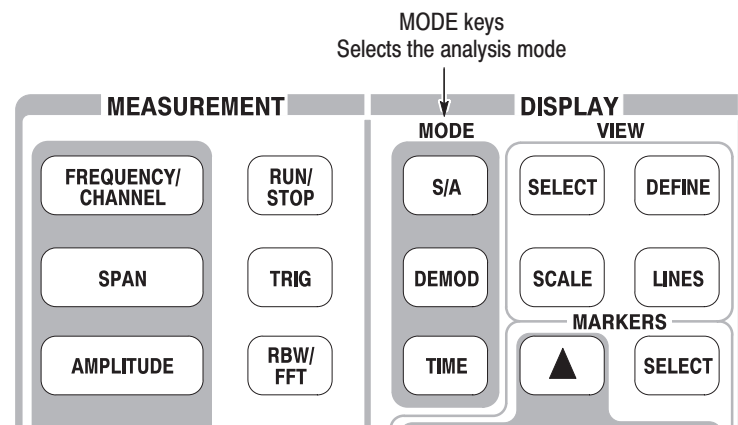 MODE keys
Selects the analysis mode
MEASUREMENT
DISPLAY
MODE
VIEW
FREQUENCY/
CHANNEL
RUN/
STOP
S/A
SELECT
DEFINE
SPAN
TRIG
DEMOD
SCALE
LINES
MARKERS
AMPLITUDE
RBW/
FFT
TIME
SELECT